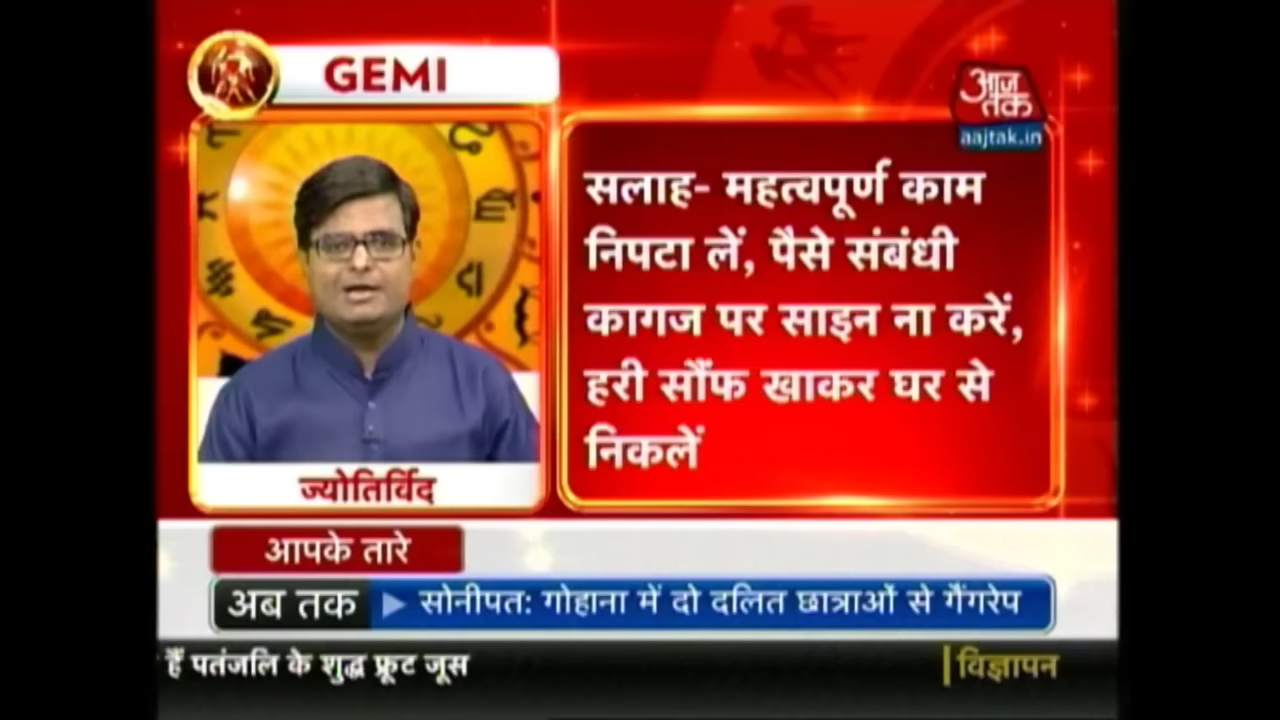 GEMI
आज
तक
aajtak.in
सलाह- महत्वपूर्ण काम
निपटा लें, पैसे संबंधी
कागज पर साइन ना करें,
हरी सौंफ खाकर घर से
निकलें
ज्योतिर्विद
आपके तारे
अब तक सोनीपत: गोहाना में दो दलित छात्राओं से गैंगरेप
हैं पतंजलि के शुद्ध फ्रूट जूस
विज्ञापन